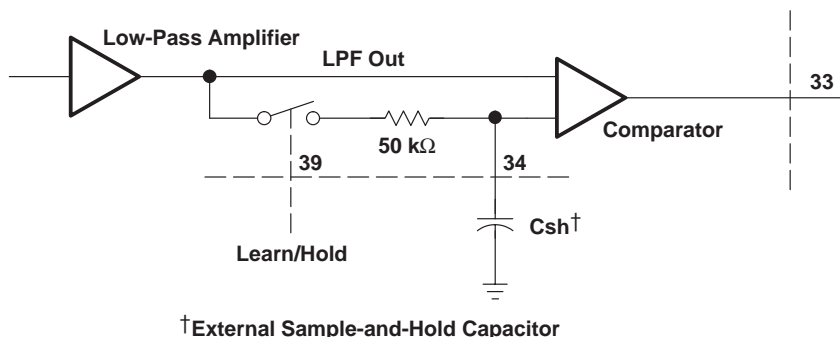 Low-Pass Amplifier
LPF Out
33
Comparator
50 kΩ
39
34
Csh†
Learn/Hold
†External Sample-and-Hold Capacitor